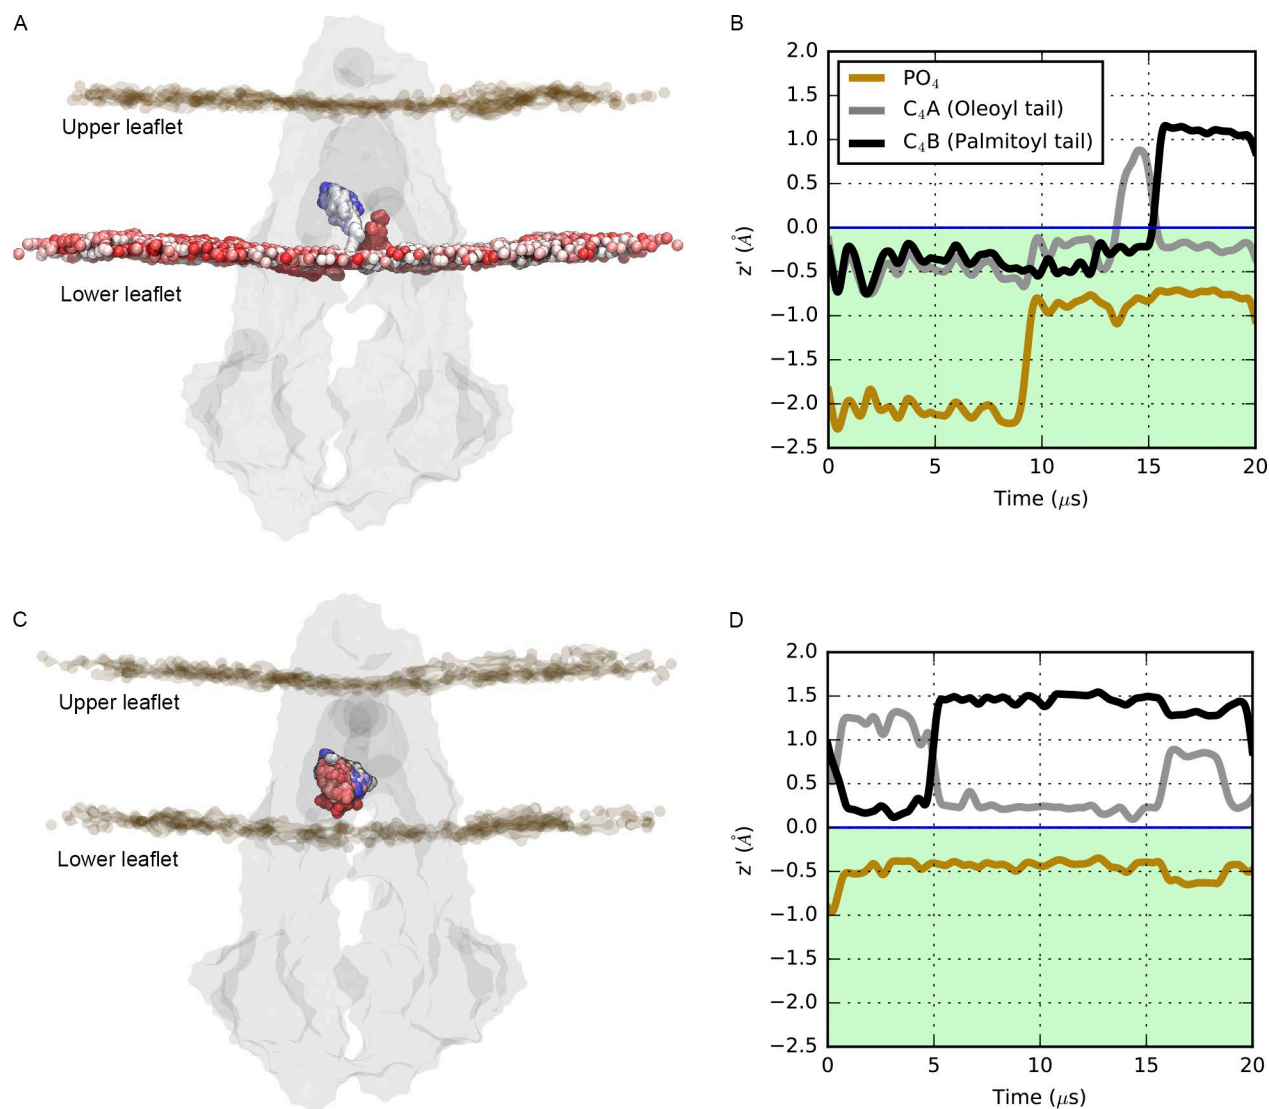 A
Upper leaflet
Lower leaflet
B
2.0
1.5
1.0
0.5
0.0
−0.5
−1.0
−1.5
−2.0
−2.5
z' (Å)
PO₄
C₄A (Oleoyl tail)
C₄B (Palmitoyl tail)
0 5 10 15 20
Time (μs)
C
Upper leaflet
Lower leaflet
D
2.0
1.5
1.0
0.5
0.0
−0.5
−1.0
−1.5
−2.0
−2.5
z' (Å)
0 5 10 15 20
Time (μs)